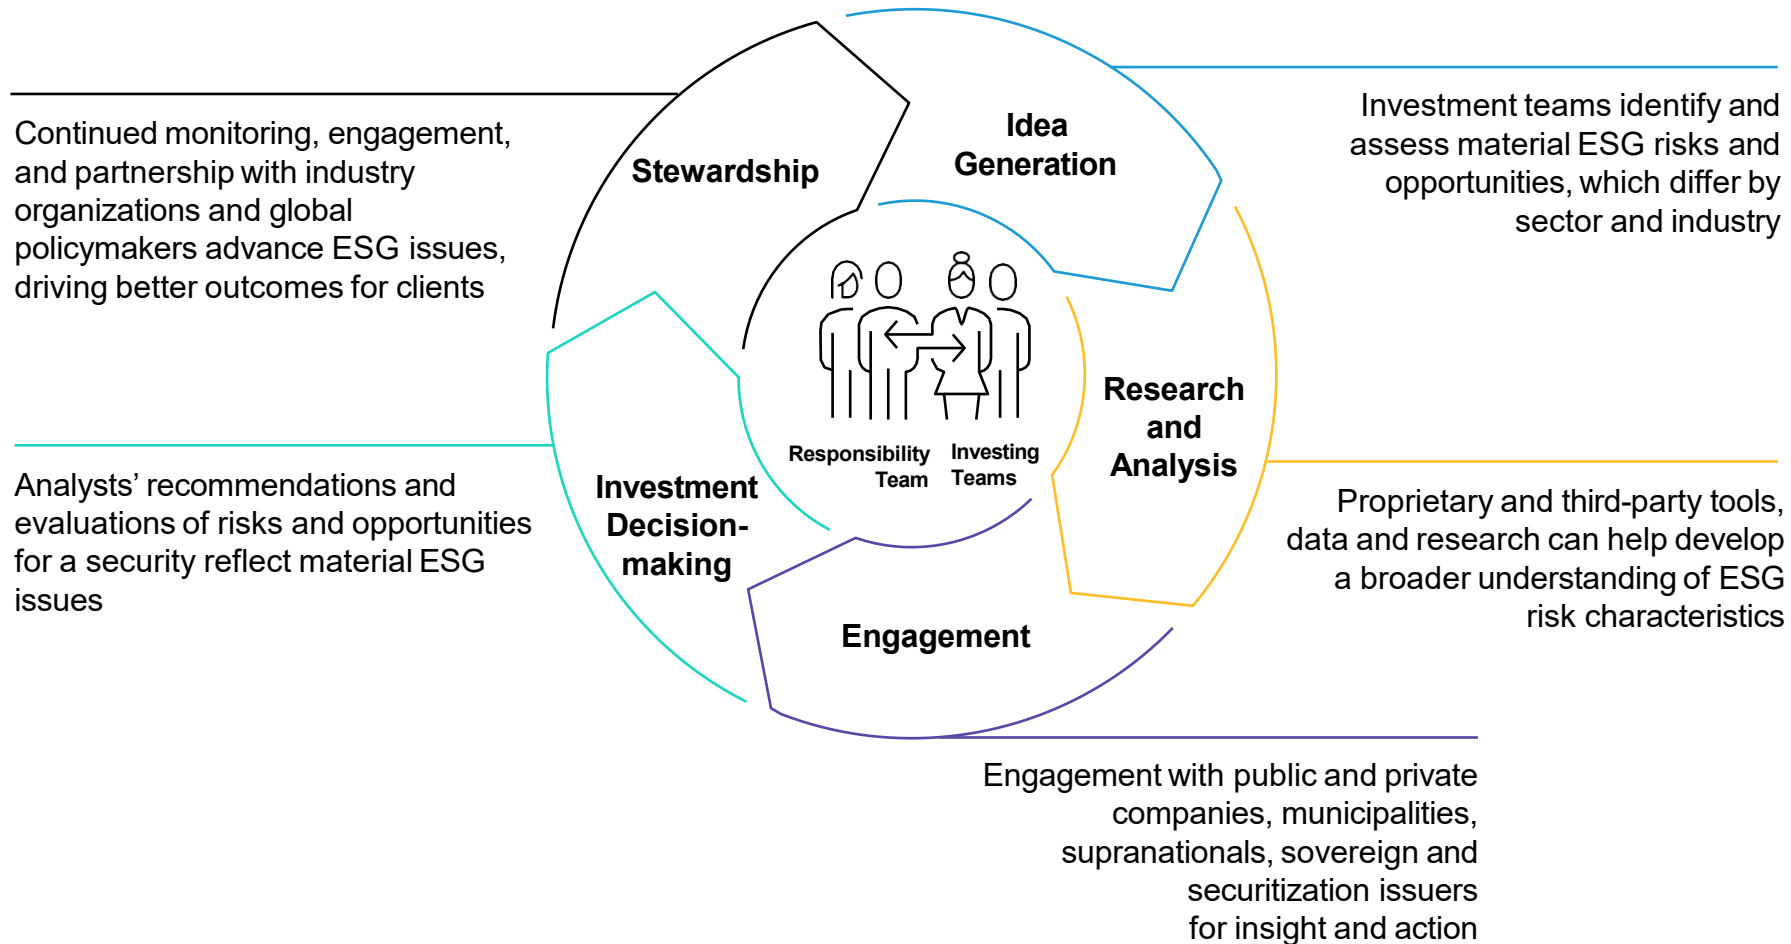 Idea
Generation
Investment teams identify and
assess material ESG risks and
opportunities, which differ by
sector and industry
Research
and
Analysis
Proprietary and third-party tools,
data and research can help develop
a broader understanding of ESG
risk characteristics
Engagement
Engagement with public and private
companies, municipalities,
supranationals, sovereign and
securitization issuers
for insight and action
Investment
Decision-
making
Analysts’ recommendations and
evaluations of risks and opportunities
for a security reflect material ESG
issues
Stewardship
Continued monitoring, engagement,
and partnership with industry
organizations and global
policymakers advance ESG issues,
driving better outcomes for clients
Responsibility
Team
Investing
Teams